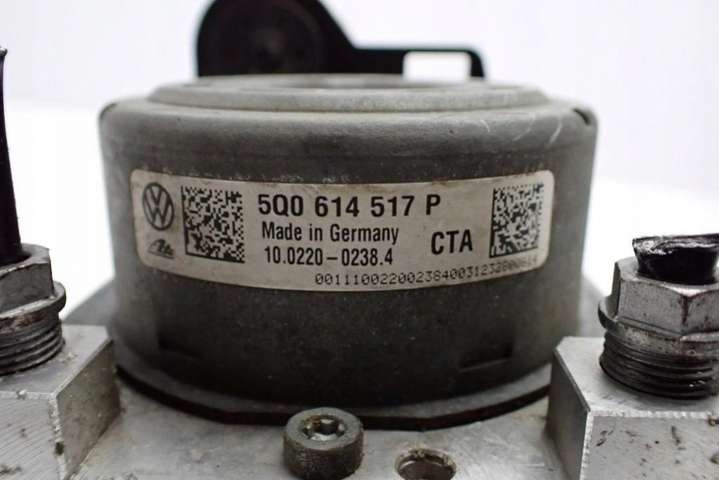 5Q0 614 517 P
Made in Germany
10.0220-0238.4
CTA